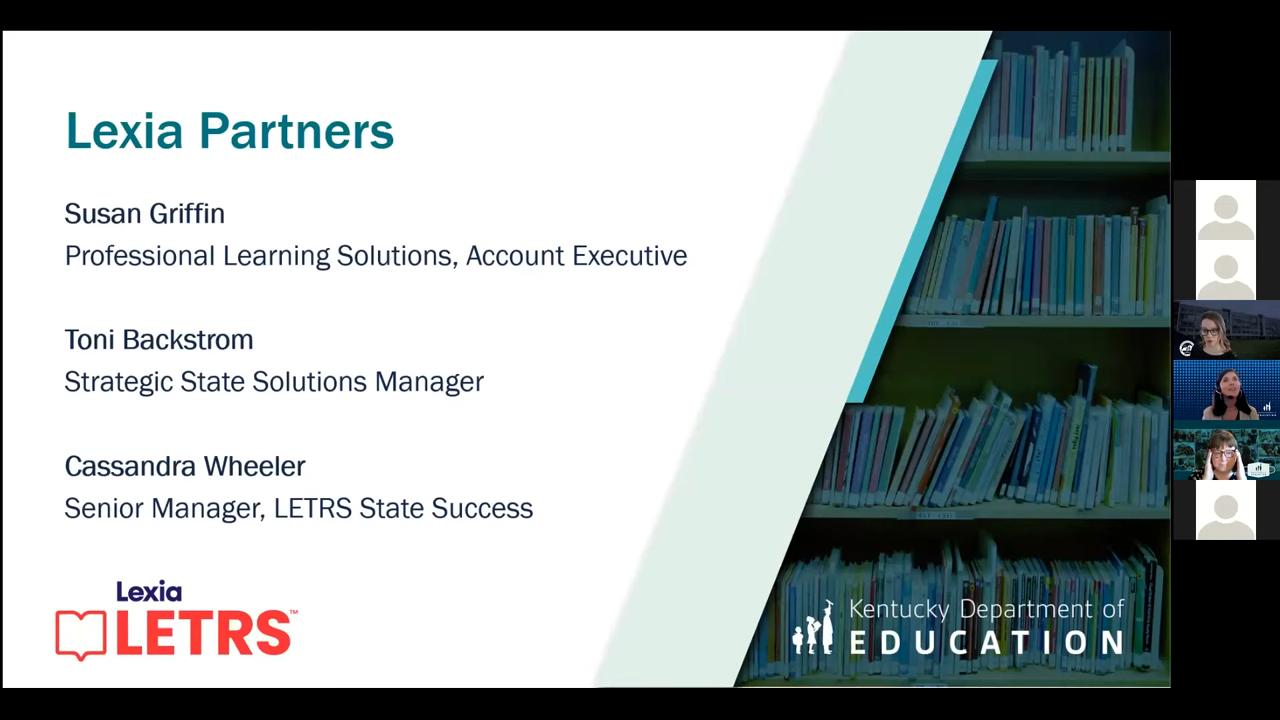 Lexia Partners
Susan Griffin
Professional Learning Solutions, Account Executive
Toni Backstrom
Strategic State Solutions Manager
Cassandra Wheeler
Senior Manager, LETRS State Success
Lexia
LETRS™
Kentucky Department of
EDUCATION